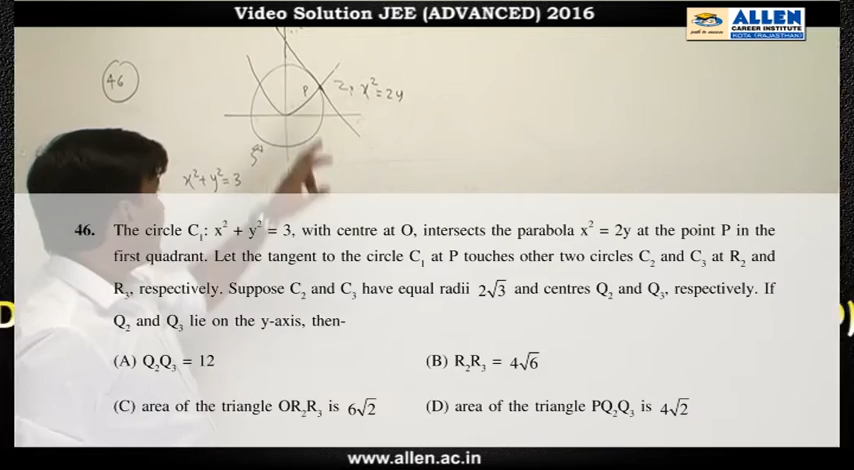 Video Solution JEE (ADVANCED) 2016
ALLEN
CAREER INSTITUTE
KOTA (RAJASTHAN)
46
P
x² = 2y
x² + y² = 3
46. The circle C₁: x² + y² = 3, with centre at O, intersects the parabola x² = 2y at the point P in the
first quadrant. Let the tangent to the circle C₁ at P touches other two circles C₂ and C₃ at R₂ and
R₃, respectively. Suppose C₂ and C₃ have equal radii 2√3 and centres Q₂ and Q₃, respectively. If
Q₂ and Q₃ lie on the y-axis, then-
(A) Q₂Q₃ = 12 (B) R₂R₃ = 4√6
(C) area of the triangle OR₂R₃ is 6√2 (D) area of the triangle PQ₂Q₃ is 4√2
www.allen.ac.in